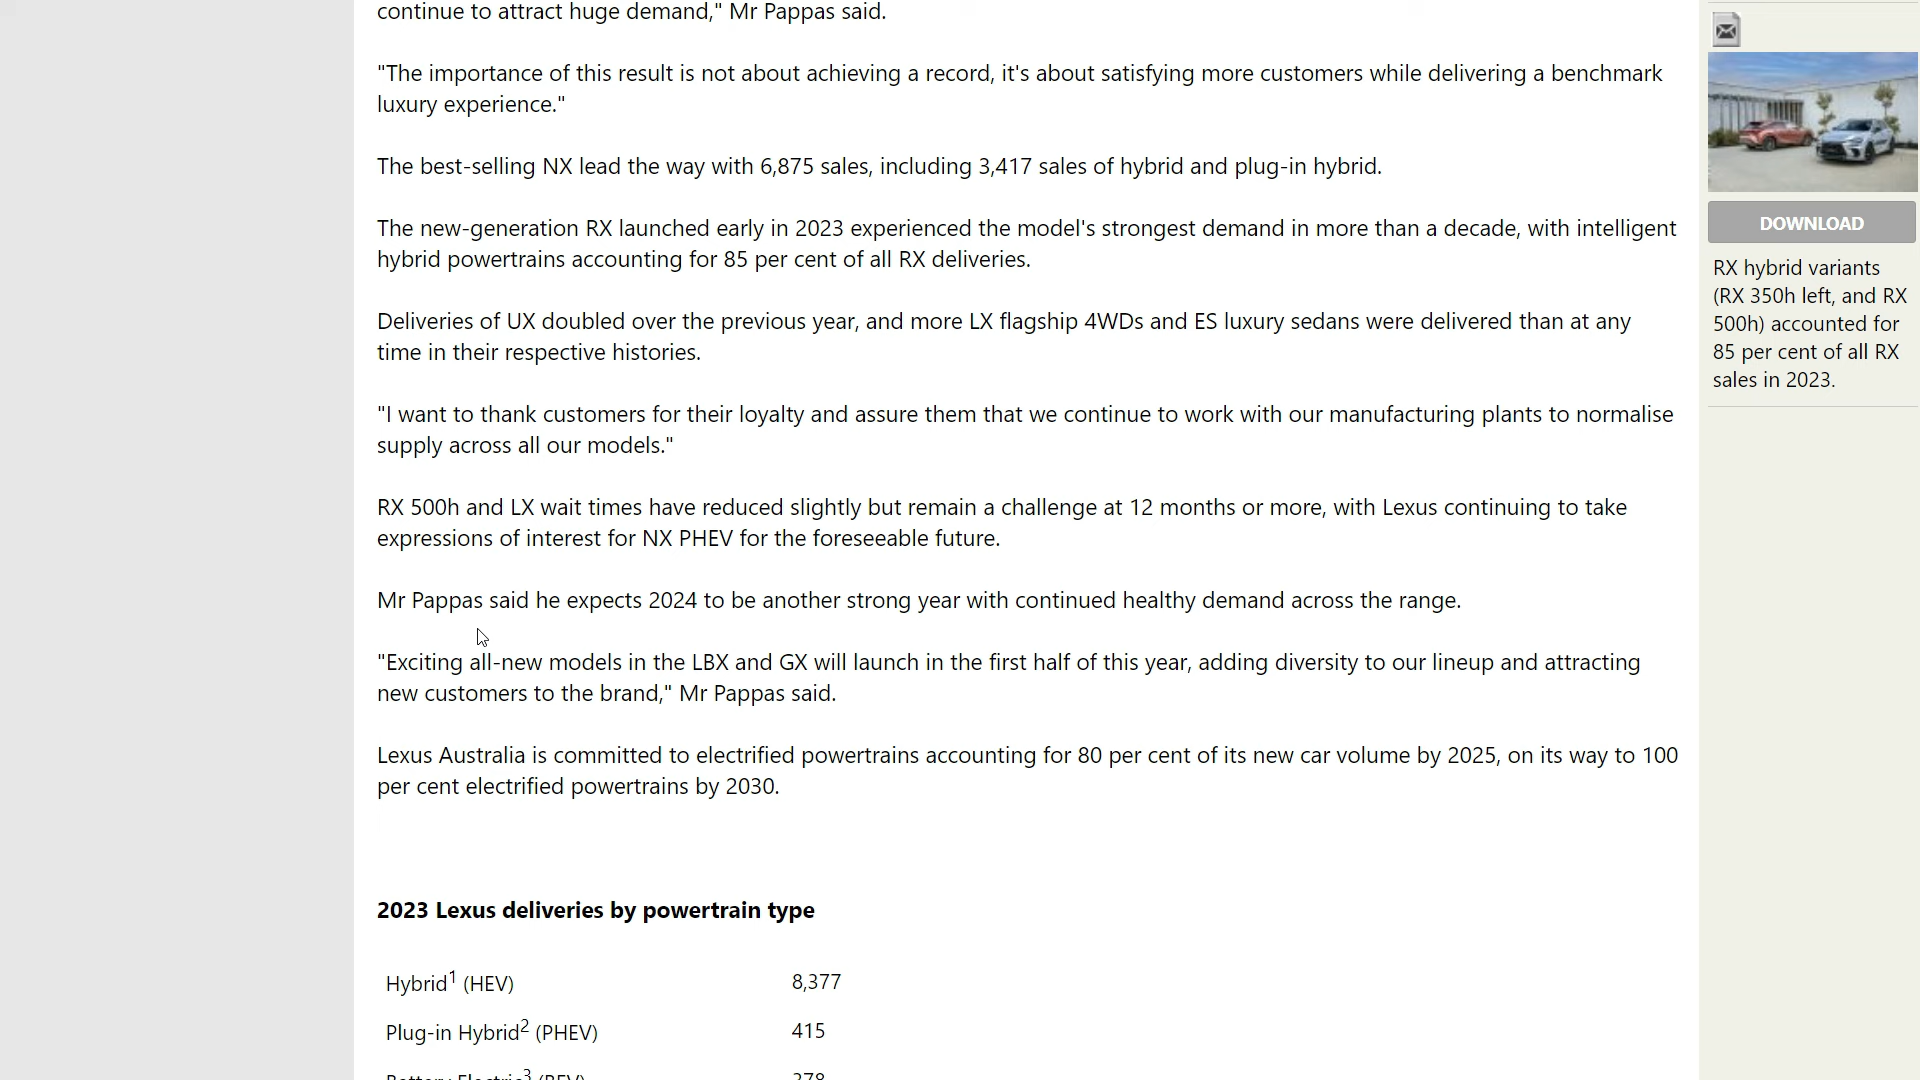 continue to attract huge demand," Mr Pappas said.
"The importance of this result is not about achieving a record, it's about satisfying more customers while delivering a benchmark
luxury experience."
The best-selling NX lead the way with 6,875 sales, including 3,417 sales of hybrid and plug-in hybrid.
The new-generation RX launched early in 2023 experienced the model's strongest demand in more than a decade, with intelligent
hybrid powertrains accounting for 85 per cent of all RX deliveries.
Deliveries of UX doubled over the previous year, and more LX flagship 4WDs and ES luxury sedans were delivered than at any
time in their respective histories.
"I want to thank customers for their loyalty and assure them that we continue to work with our manufacturing plants to normalise
supply across all our models."
RX 500h and LX wait times have reduced slightly but remain a challenge at 12 months or more, with Lexus continuing to take
expressions of interest for NX PHEV for the foreseeable future.
Mr Pappas said he expects 2024 to be another strong year with continued healthy demand across the range.
"Exciting all-new models in the LBX and GX will launch in the first half of this year, adding diversity to our lineup and attracting
new customers to the brand," Mr Pappas said.
Lexus Australia is committed to electrified powertrains accounting for 80 per cent of its new car volume by 2025, on its way to 100
per cent electrified powertrains by 2030.
2023 Lexus deliveries by powertrain type
Hybrid1 (HEV) 8,377
Plug-in Hybrid2 (PHEV) 415
Battery Electric3 (BEV) 278
DOWNLOAD
RX hybrid variants
(RX 350h left, and RX
500h) accounted for
85 per cent of all RX
sales in 2023.